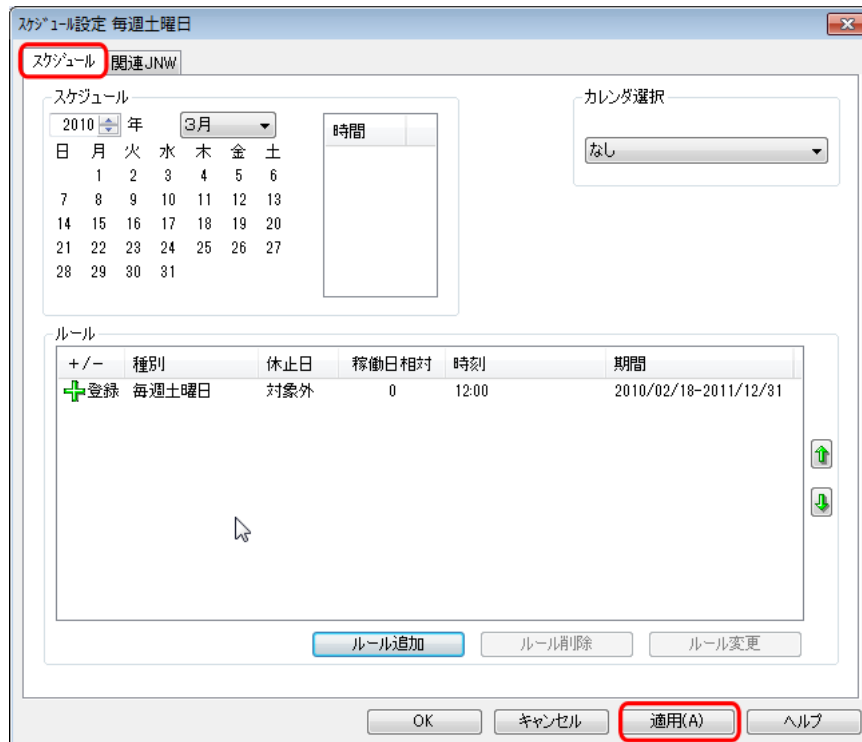 スケジュール設定 毎週土曜日
スケジュール 関連JNW
スケジュール
2010 年 3月
日 月 火 水 木 金 土
1 2 3 4 5 6
7 8 9 10 11 12 13
14 15 16 17 18 19 20
21 22 23 24 25 26 27
28 29 30 31
時間
カレンダ選択
なし
ルール
+/- 種別 休止日 稼働日相対 時刻 期間
登録 毎週土曜日 対象外 0 12:00 2010/02/18-2011/12/31
ルール追加 ルール削除 ルール変更
OK キャンセル 適用(A) ヘルプ